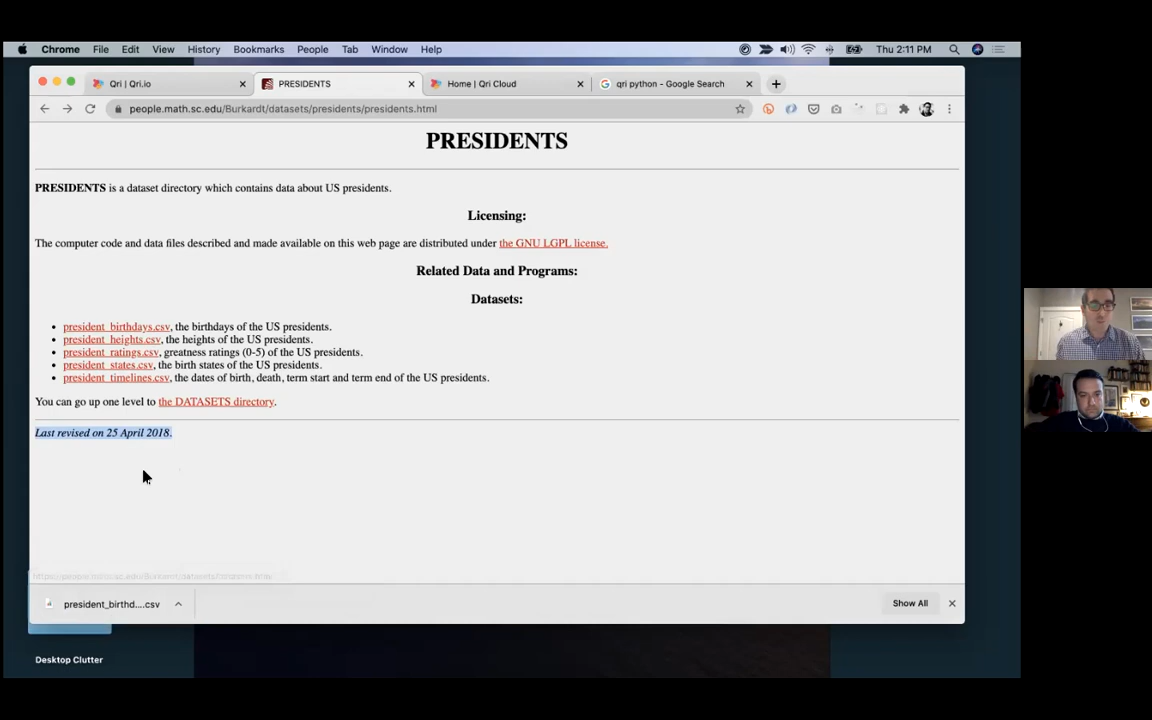 Chrome File Edit View History Bookmarks People Tab Window Help Thu 2:11 PM
Qri | Qri.io PRESIDENTS Home | Qri Cloud qri python - Google Search
people.math.sc.edu/Burkardt/datasets/presidents/presidents.html
PRESIDENTS
PRESIDENTS is a dataset directory which contains data about US presidents.
Licensing:
The computer code and data files described and made available on this web page are distributed under the GNU LGPL license.
Related Data and Programs:
Datasets:
president_birthdays.csv, the birthdays of the US presidents.
president_heights.csv, the heights of the US presidents.
president_ratings.csv, greatness ratings (0-5) of the US presidents.
president_states.csv, the birth states of the US presidents.
president_timelines.csv, the dates of birth, death, term start and term end of the US presidents.
You can go up one level to the DATASETS directory.
Last revised on 25 April 2018.
president_birthd....csv Show All
Desktop Clutter